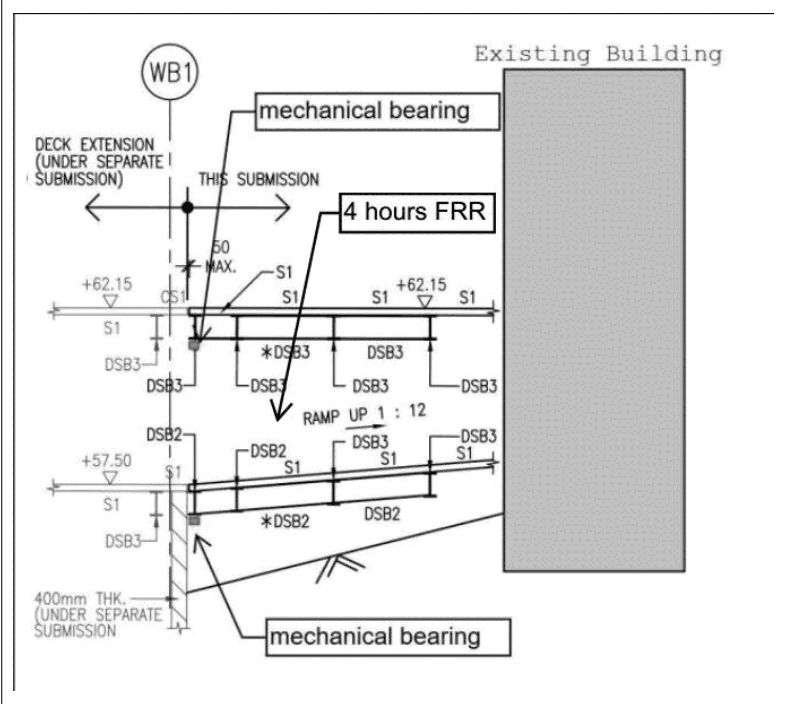 Existing Building
WB1
mechanical bearing
DECK EXTENSION
(UNDER SEPARATE
SUBMISSION)
THIS SUBMISSION
4 hours FRR
50
MAX.
S1
+62.15
CS1
S1
S1
+62.15
S1
S1
DSB3
*DSB3
DSB3
DSB3
DSB3
DSB3
DSB3
RAMP UP 1 : 12
DSB2
DSB2
DSB3
DSB3
+57.50
S1
S1
S1
S1
S1
DSB3
*DSB2
DSB2
400mm THK.
(UNDER SEPARATE
SUBMISSION
mechanical bearing